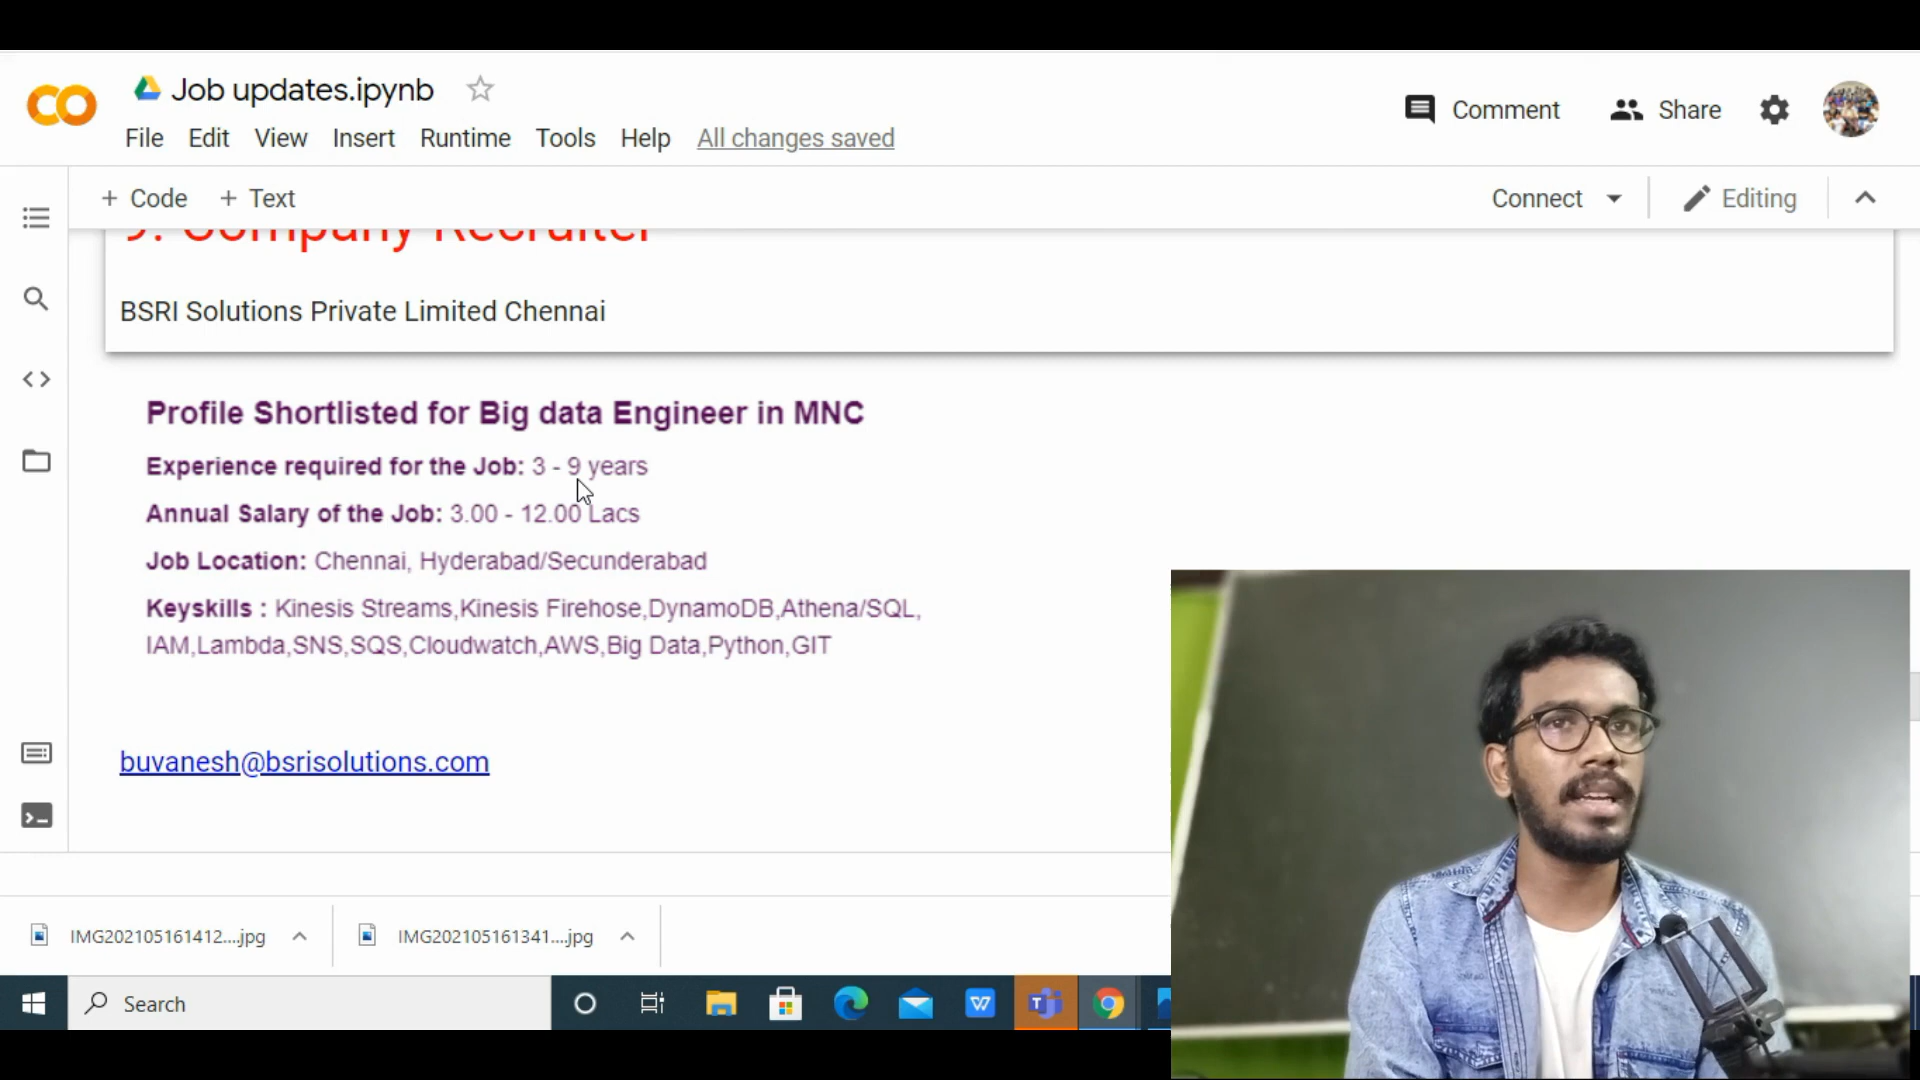 Job updates.ipynb
Comment
Share
File Edit View Insert Runtime Tools Help All changes saved
+ Code + Text
Connect
Editing
9. Company Recruiter
BSRI Solutions Private Limited Chennai
Profile Shortlisted for Big data Engineer in MNC
Experience required for the Job: 3 - 9 years
Annual Salary of the Job: 3.00 - 12.00 Lacs
Job Location: Chennai, Hyderabad/Secunderabad
Keyskills : Kinesis Streams,Kinesis Firehose,DynamoDB,Athena/SQL,
IAM,Lambda,SNS,SQS,Cloudwatch,AWS,Big Data,Python,GIT
buvanesh@bsrisolutions.com
IMG202105161412....jpg
IMG202105161341....jpg
Search